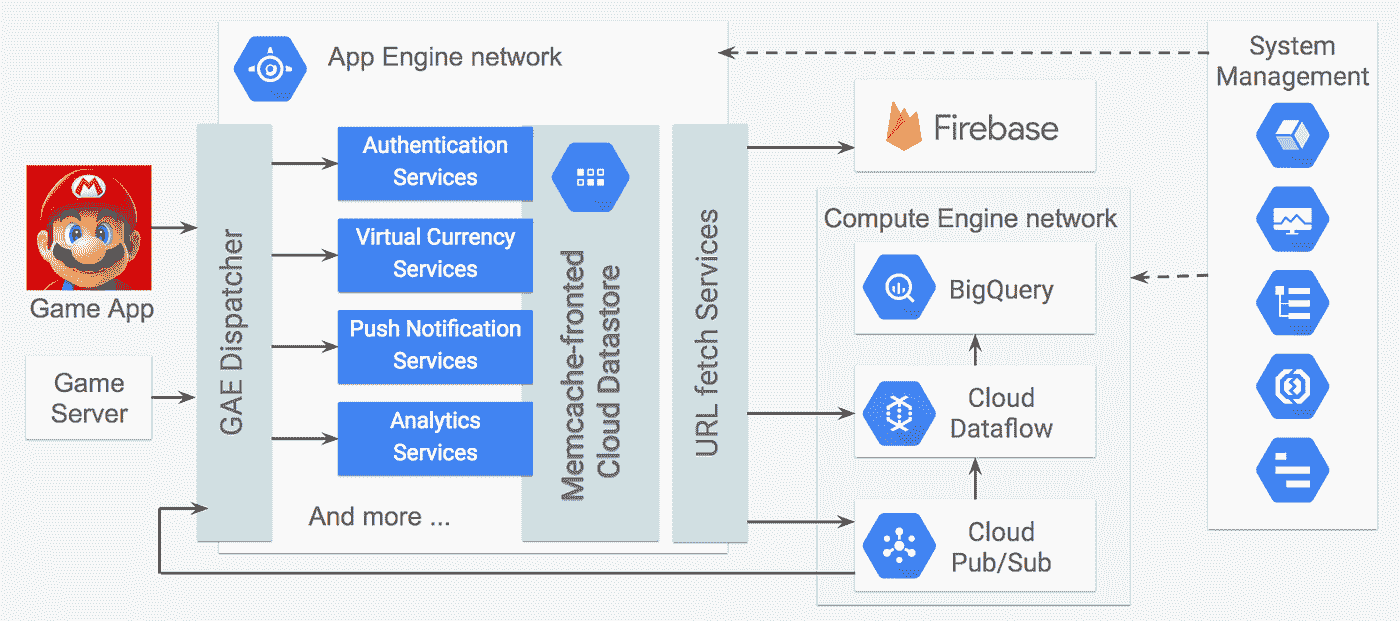 App Engine network
System
Management
Firebase
Authentication
Services
Virtual Currency
Services
Push Notification
Services
Analytics
Services
And more ...
M
Game App
Game
Server
GAE Dispatcher
Memcache-fronted
Cloud Datastore
URL fetch Services
Compute Engine network
BigQuery
Cloud
Dataflow
Cloud
Pub/Sub